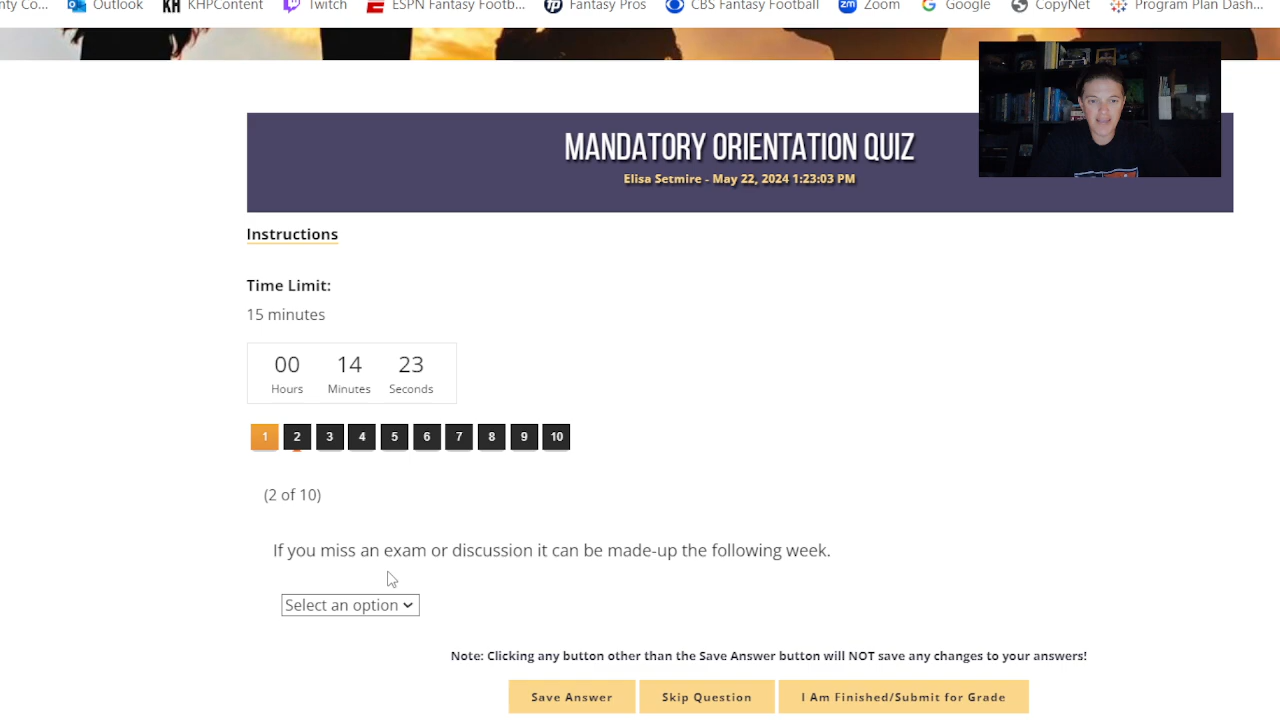 nty Co... Outlook KHPContent Twitch ESPN Fantasy Footb... Fantasy Pros CBS Fantasy Football Zoom Google CopyNet Program Plan Dash...
MANDATORY ORIENTATION QUIZ
Elisa Setmire - May 22, 2024 1:23:03 PM
Instructions
Time Limit:
15 minutes
00 14 23
Hours Minutes Seconds
1 2 3 4 5 6 7 8 9 10
(2 of 10)
If you miss an exam or discussion it can be made-up the following week.
Select an option
Note: Clicking any button other than the Save Answer button will NOT save any changes to your answers!
Save Answer Skip Question I Am Finished/Submit for Grade